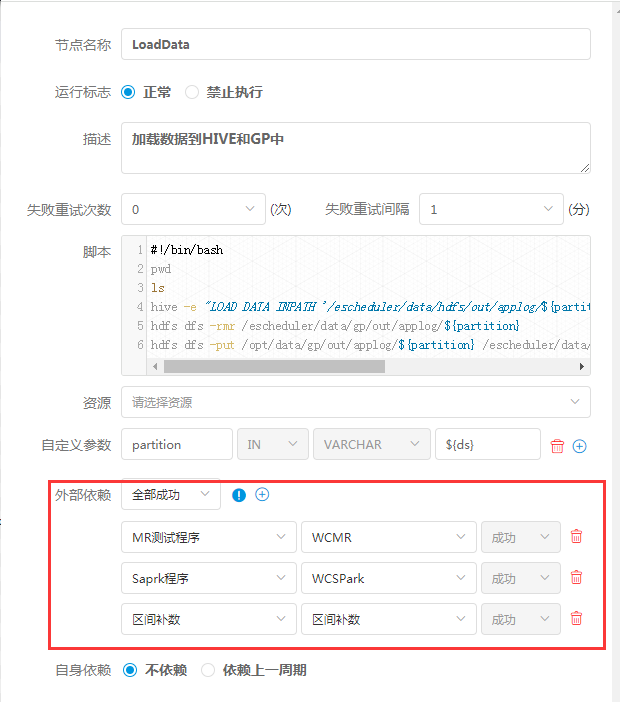 节点名称 LoadData
运行标志 正常 禁止执行
描述 加载数据到HIVE和GP中
失败重试次数 0 (次) 失败重试间隔 1 (分)
脚本
1 #!/bin/bash
2 pwd
3 ls
4 hive -e "LOAD DATA INPATH '/escheduler/data/hdfs/out/applog/${partit
5 hdfs dfs -rmr /escheduler/data/gp/out/applog/${partition}
6 hdfs dfs -put /opt/data/gp/out/applog/${partition} /escheduler/data/
资源 请选择资源
自定义参数 partition IN VARCHAR ${ds}
外部依赖 全部成功
MR测试程序 WCMR 成功
Saprk程序 WCSPark 成功
区间补数 区间补数 成功
自身依赖 不依赖 依赖上一周期